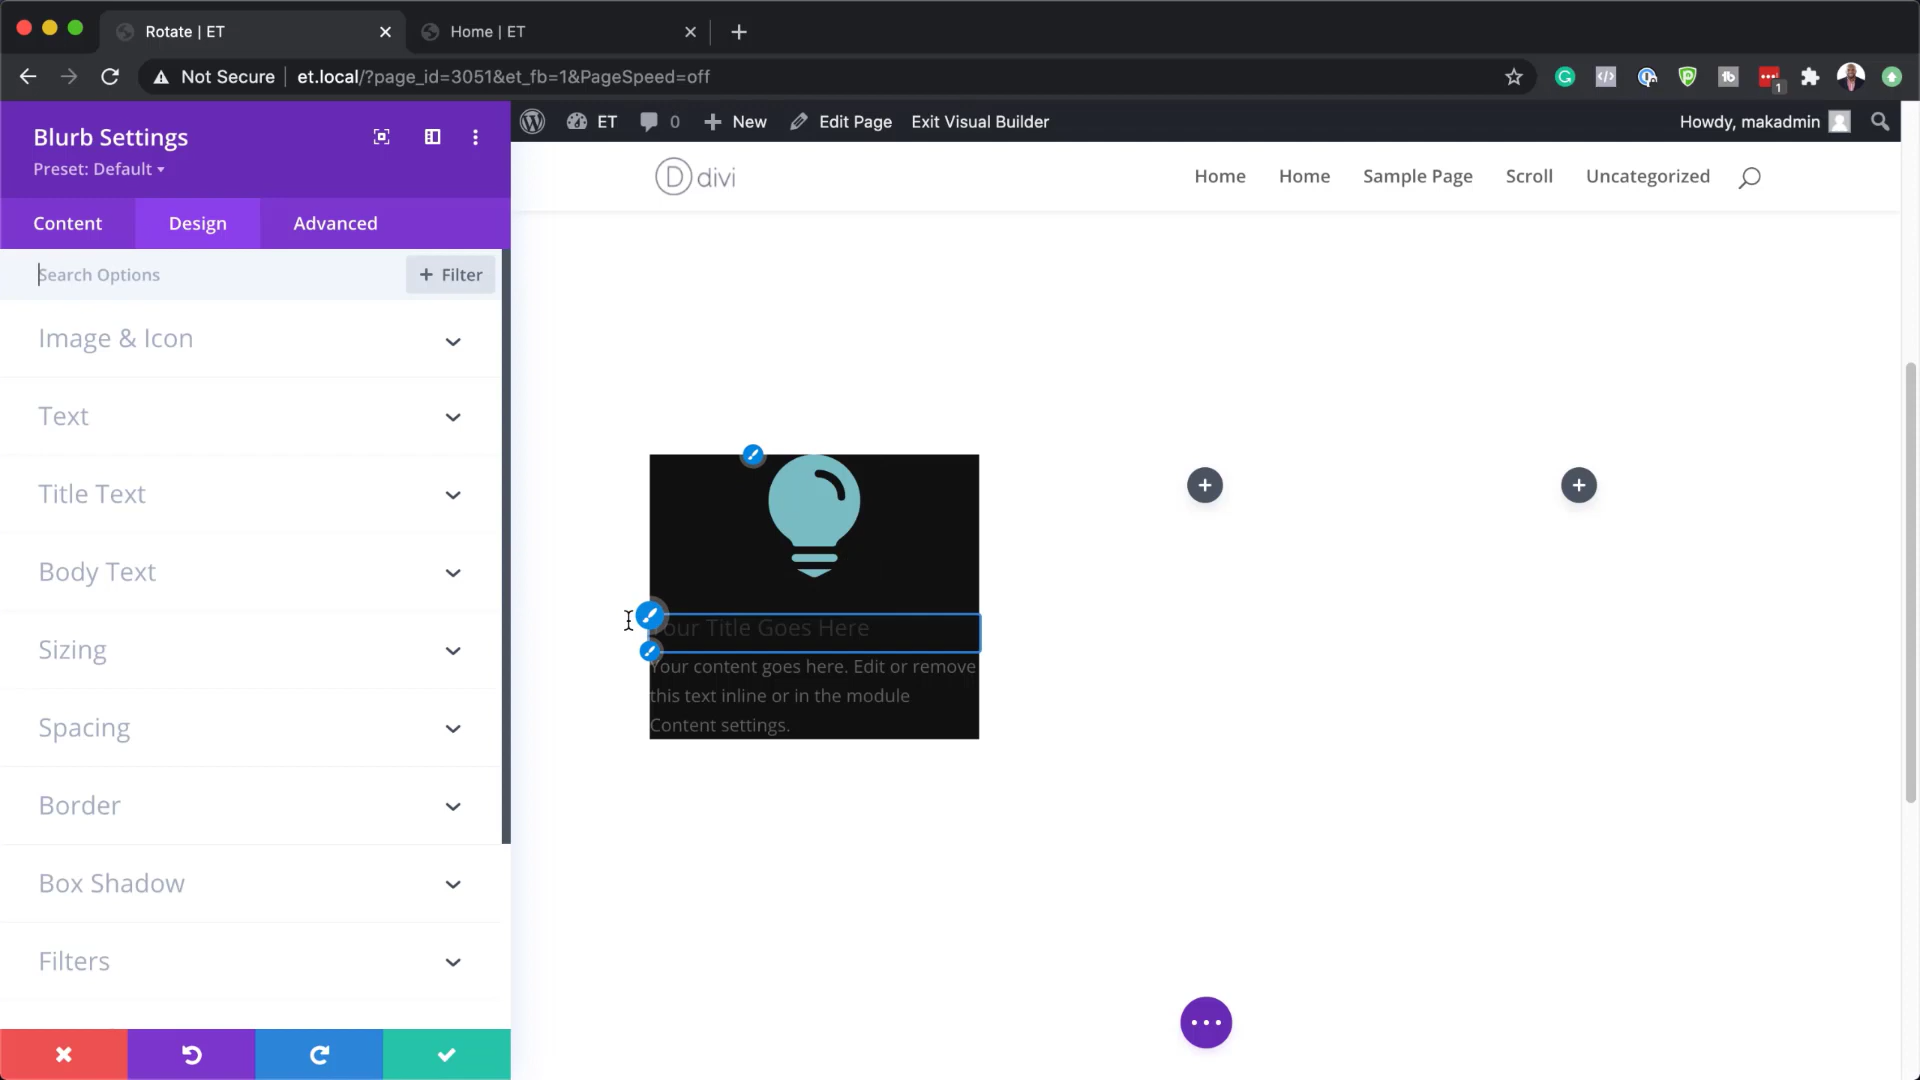 Rotate | ET
Home | ET
Not Secure
et.local/?page_id=3051&et_fb=1&PageSpeed=off
1
Blurb Settings
Preset: Default
Content
Design
Advanced
Search Options
+ Filter
Image & Icon
Text
Title Text
Body Text
Sizing
Spacing
Border
Box Shadow
Filters
ET
0
New
Edit Page
Exit Visual Builder
Howdy, makadmin
D divi
Home
Home
Sample Page
Scroll
Uncategorized
Your Title Goes Here
Your content goes here. Edit or remove
this text inline or in the module
Content settings.